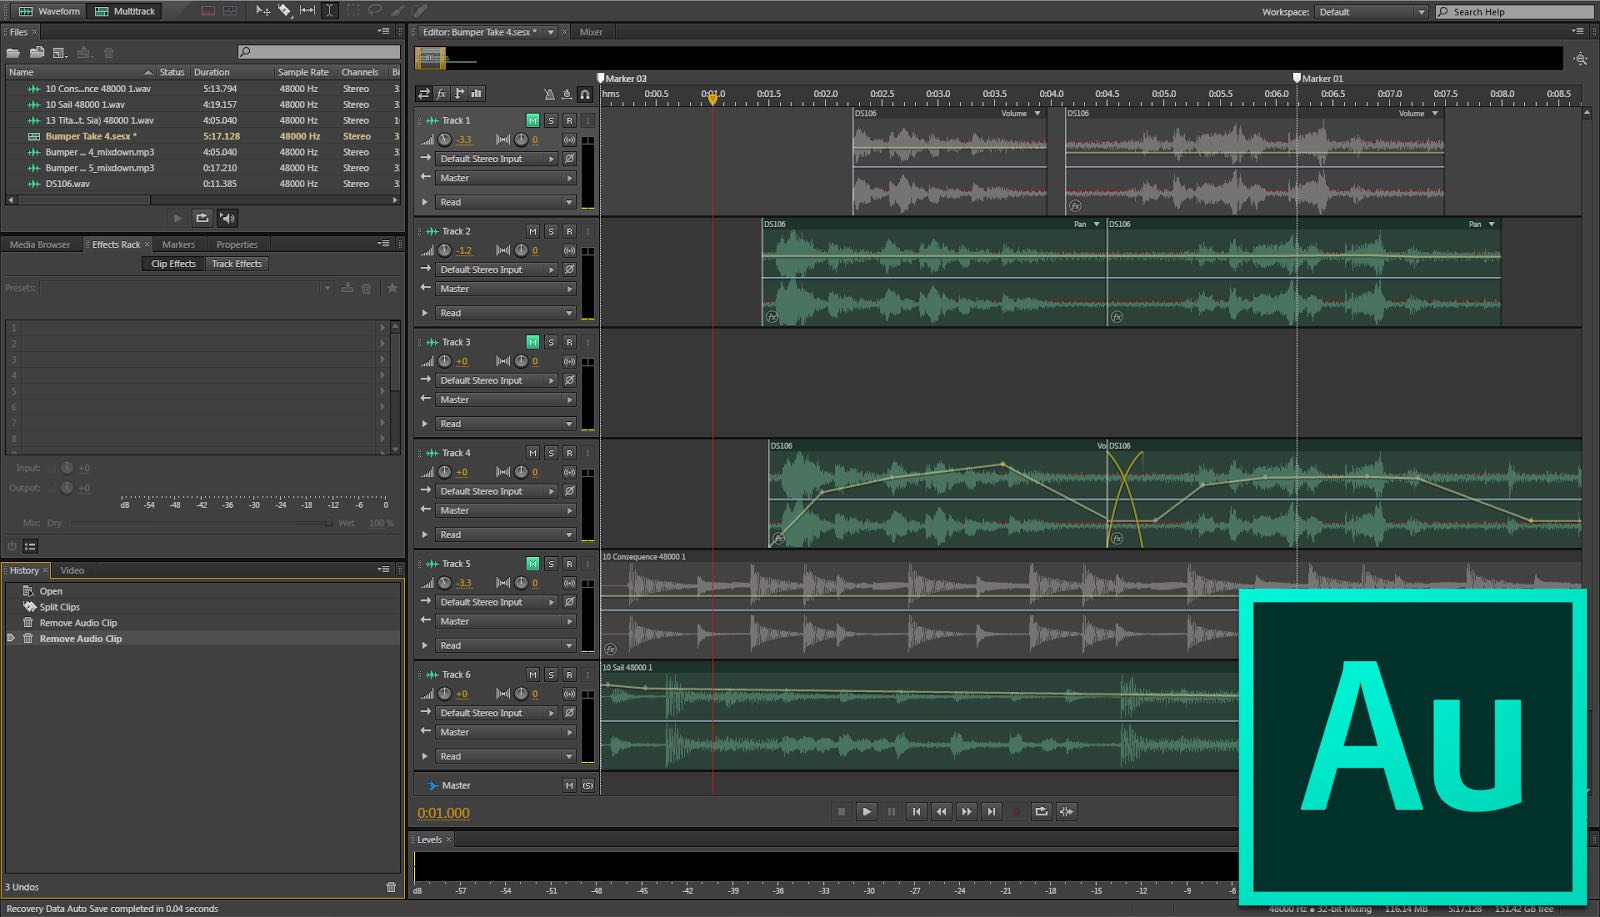 Waveform Multitrack Workspace: Default Search Help
Files
Name Status Duration Sample Rate Channels Bi
10 Cons...nce 48000 1.wav 5:13.794 48000 Hz Stereo 3
10 Sail 48000 1.wav 4:19.157 48000 Hz Stereo 3
13 Tita...t. Sia) 48000 1.wav 4:05.040 48000 Hz Stereo 1
Bumper Take 4.sesx * 5:17.128 48000 Hz Stereo 3
Bumper ... 4_mixdown.mp3 4:05.040 48000 Hz Stereo 3
Bumper ... 5_mixdown.mp3 0:17.210 48000 Hz Stereo 3
DS106.wav 0:11.385 48000 Hz Stereo 3
Media Browser Effects Rack Markers Properties
Clip Effects Track Effects
Presets:
1
2
3
4
5
6
7
8
Input: +0
Output: +0
dB -54 -48 -42 -36 -30 -24 -18 -12 -6 0
Mix: Dry Wet 100 %
History Video
Open
Split Clips
Remove Audio Clip
Remove Audio Clip
3 Undos
Recovery Data Auto Save completed in 0.04 seconds
Editor: Bumper Take 4.sesx * Mixer
Marker 01
fx hms 0:00.5 0:01.0 0:02.0 0:02.5 0:03.0 0:03.5 0:04.0 0:04.5 0:05.0 0:06.0 0:06.5 0:07.0 0:07.5 0:08.0 0:08.5
Track 1 M S R I
-3.3 0
Default Stereo Input
Master
Read
DS106 Volume DS106 Volume
fx
Track 2 M S R I
-1.2 0
Default Stereo Input
Master
Read
DS106 Pan DS106 Pan
fx fx
Track 3 M S R I
+0 0
Default Stereo Input
Master
Read
Track 4 M S R I
+0 0
Default Stereo Input
Master
Read
DS106 Vo DS106
fx fx
Track 5 M S R I
-3.3 0
Default Stereo Input
Master
Read
10 Consequence 48000 1
fx
Track 6 M S R I
+0 0
Default Stereo Input
Master
Read
10 Sail 48000 1
Master M (S)
0:01.000
Levels
dB -57 -54 -51 -48 -45 -42 -39 -36 -33 -30 -27 -24 -21 -18 -15 -12 -9 -6
48000 Hz • 32-bit Mixing 116.14 MB 5:17.128 151.42 GB free
Au